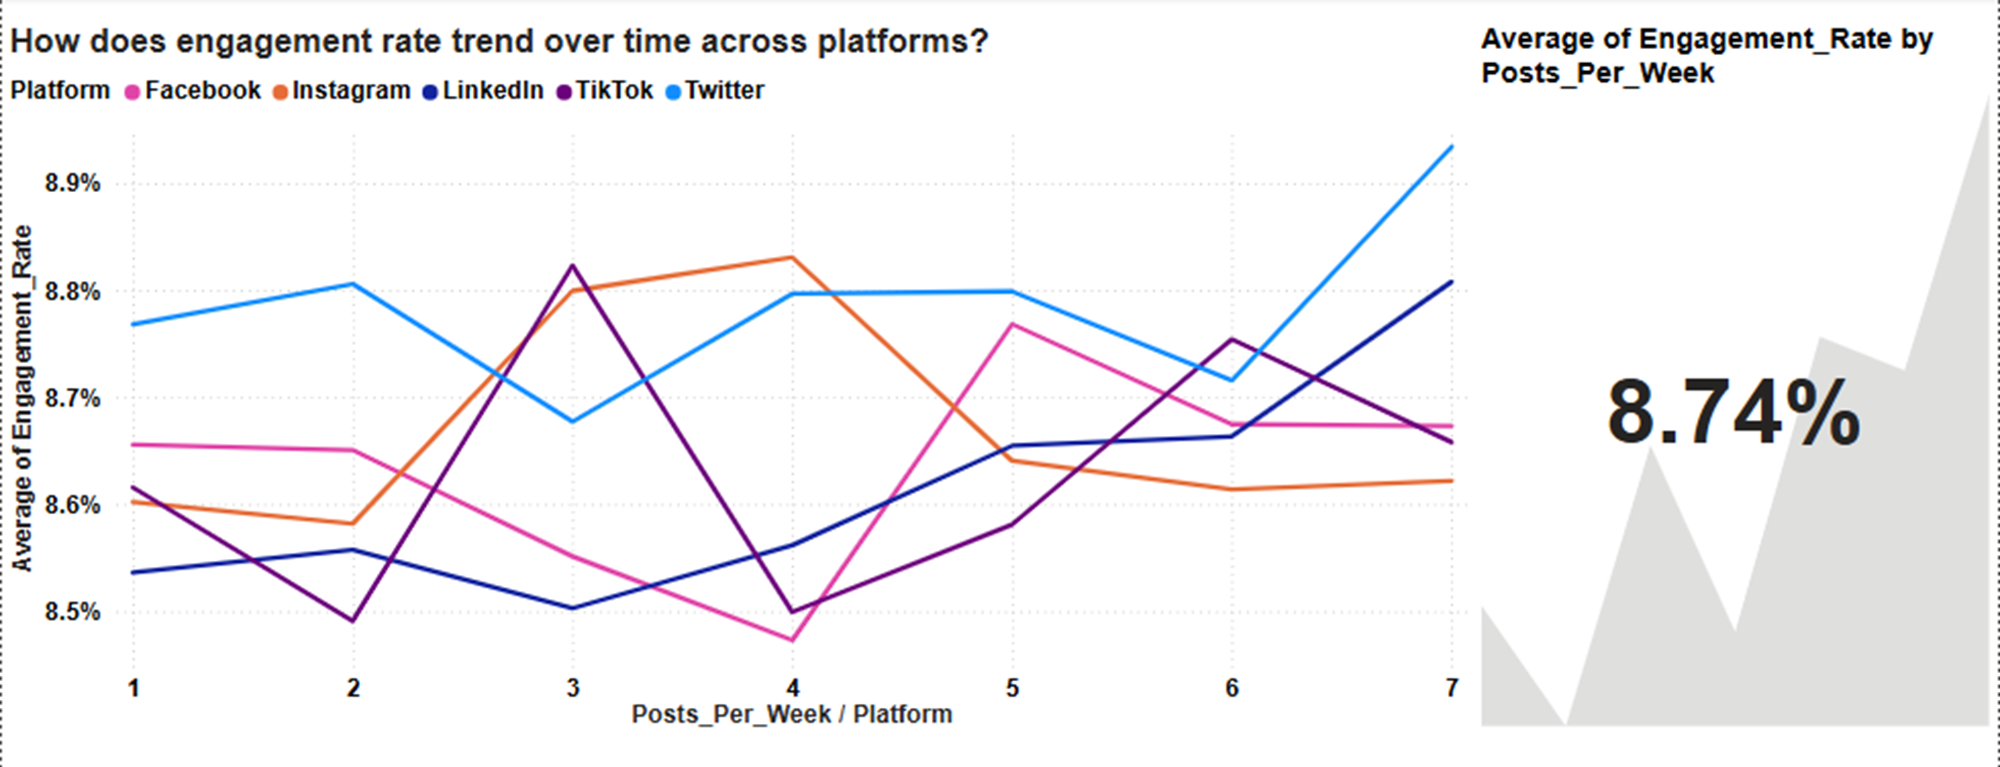 How does engagement rate trend over time across platforms?
Platform Facebook Instagram LinkedIn TikTok Twitter
Average of Engagement_Rate
8.9%
8.8%
8.7%
8.6%
8.5%
1 2 3 4 5 6 7
Posts_Per_Week / Platform
Average of Engagement_Rate by
Posts_Per_Week
8.74%